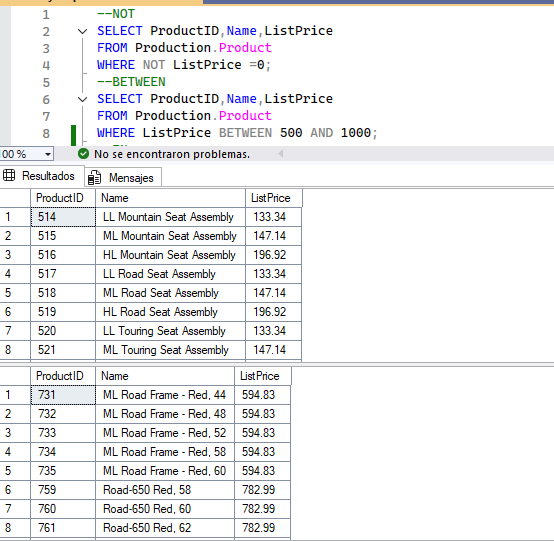 1 --NOT
2 SELECT ProductID,Name,ListPrice
3 FROM Production.Product
4 WHERE NOT ListPrice =0;
5 --BETWEEN
6 SELECT ProductID,Name,ListPrice
7 FROM Production.Product
8 WHERE ListPrice BETWEEN 500 AND 1000;
00 % No se encontraron problemas.
Resultados Mensajes
ProductID Name ListPrice
1 514 LL Mountain Seat Assembly 133.34
2 515 ML Mountain Seat Assembly 147.14
3 516 HL Mountain Seat Assembly 196.92
4 517 LL Road Seat Assembly 133.34
5 518 ML Road Seat Assembly 147.14
6 519 HL Road Seat Assembly 196.92
7 520 LL Touring Seat Assembly 133.34
8 521 ML Touring Seat Assembly 147.14
ProductID Name ListPrice
1 731 ML Road Frame - Red, 44 594.83
2 732 ML Road Frame - Red, 48 594.83
3 733 ML Road Frame - Red, 52 594.83
4 734 ML Road Frame - Red, 58 594.83
5 735 ML Road Frame - Red, 60 594.83
6 759 Road-650 Red, 58 782.99
7 760 Road-650 Red, 60 782.99
8 761 Road-650 Red, 62 782.99